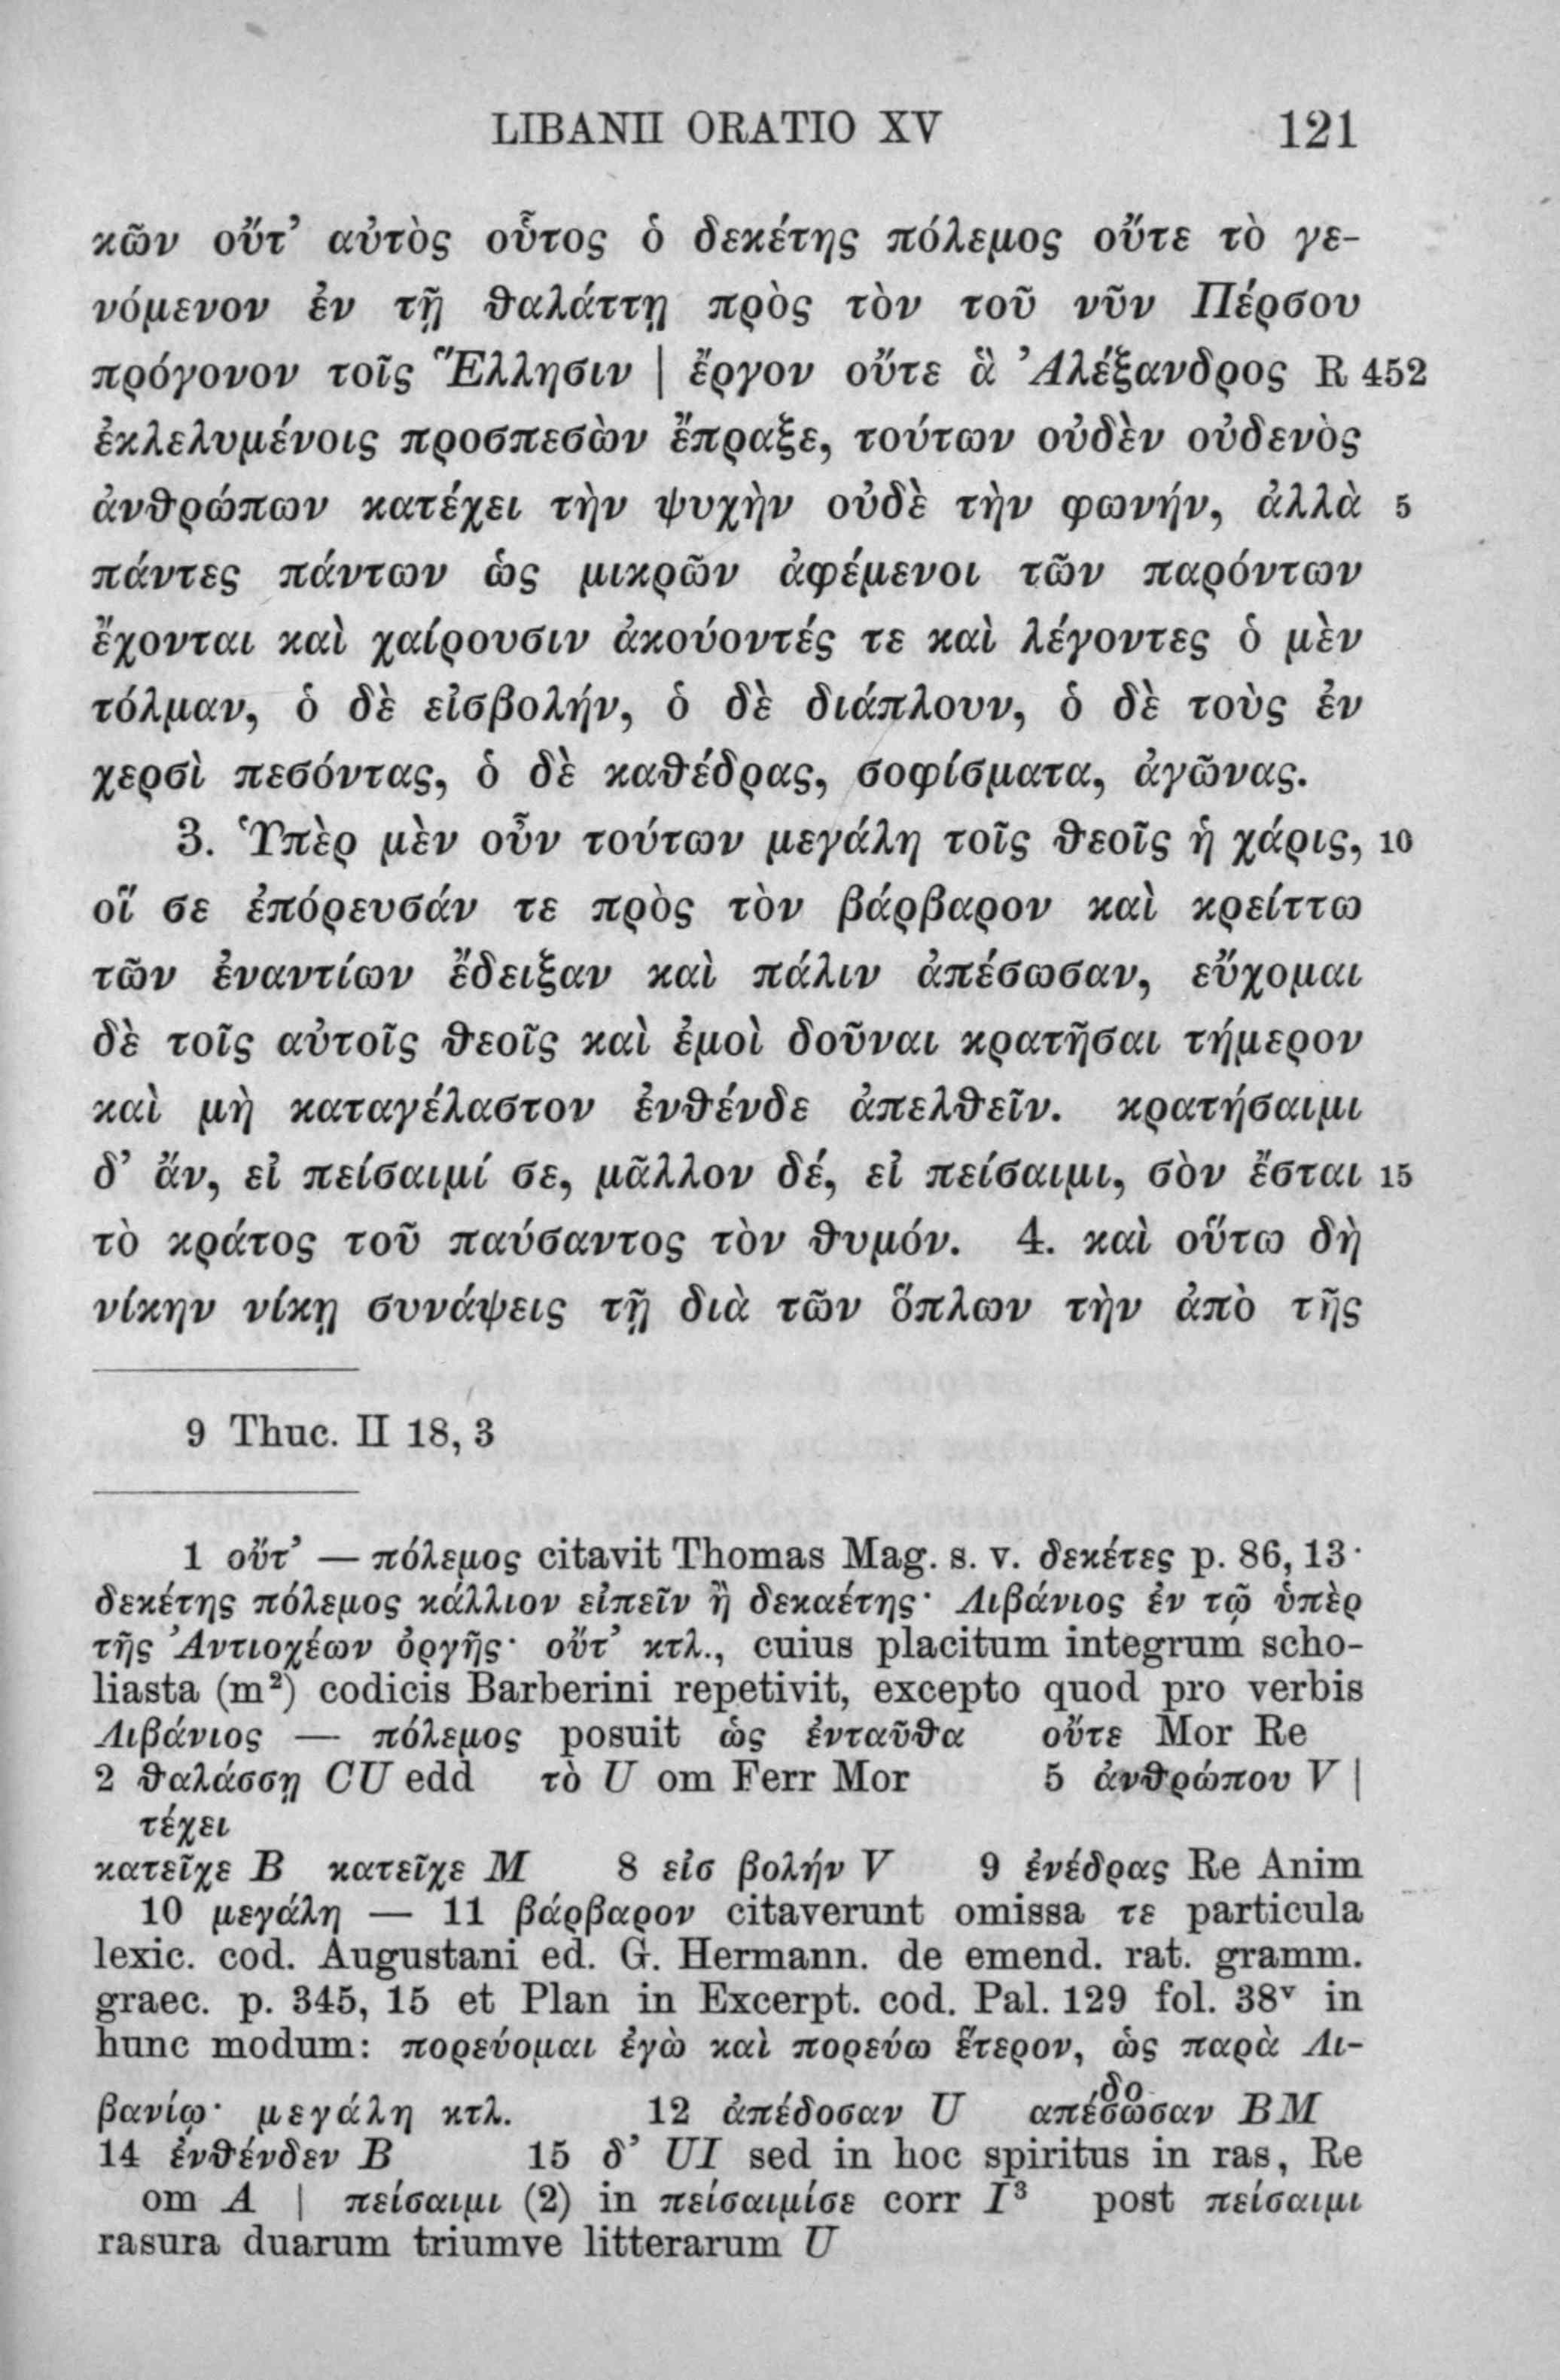 LIBANII ORATIO XV 121
κῶν οὔτ’ αὐτὸς οὗτος ὁ δεκέτης πόλεμος οὔτε τὸ γε-
νόμενον ἐν τῇ θαλάττῃ πρὸς τὸν τοῦ νῦν Πέρσου
πρόγονον τοῖς Ἕλλησιν | ἔργον οὔτε ἃ Ἀλέξανδρος R 452
ἐκλελυμένοις προσπεσὼν ἔπραξε, τούτων οὐδὲν οὐδενὸς
ἀνθρώπων κατέχει τὴν ψυχὴν οὐδὲ τὴν φωνήν, ἀλλὰ 5
πάντες πάντων ὡς μικρῶν ἀφέμενοι τῶν παρόντων
ἔχονται καὶ χαίρουσιν ἀκούοντές τε καὶ λέγοντες ὁ μὲν
τόλμαν, ὁ δὲ εἰσβολήν, ὁ δὲ διάπλουν, ὁ δὲ τοὺς ἐν
χερσὶ πεσόντας, ὁ δὲ καθέδρας, σοφίσματα, ἀγῶνας.
3. Ὑπὲρ μὲν οὖν τούτων μεγάλη τοῖς θεοῖς ἡ χάρις, 10
οἵ σε ἐπόρευσάν τε πρὸς τὸν βάρβαρον καὶ κρείττω
τῶν ἐναντίων ἔδειξαν καὶ πάλιν ἀπέσωσαν, εὔχομαι
δὲ τοῖς αὐτοῖς θεοῖς καὶ ἐμοὶ δοῦναι κρατῆσαι τήμερον
καὶ μὴ καταγέλαστον ἐνθένδε ἀπελθεῖν. κρατήσαιμι
δ’ ἄν, εἰ πείσαιμί σε, μᾶλλον δέ, εἰ πείσαιμι, σὸν ἔσται 15
τὸ κράτος τοῦ παύσαντος τὸν θυμόν. 4. καὶ οὕτω δὴ
νίκην νίκῃ συνάψεις τῇ διὰ τῶν ὅπλων τὴν ἀπὸ τῆς
9 Thuc. II 18, 3
1 οὔτ’ — πόλεμος citavit Thomas Mag. s. v. δεκέτες p. 86, 13·
δεκέτης πόλεμος κάλλιον εἰπεῖν ἢ δεκαέτης· Λιβάνιος ἐν τῷ ὑπὲρ
τῆς Ἀντιοχέων ὀργῆς· οὔτ’ κτλ., cuius placitum integrum scho-
liasta (m²) codicis Barberini repetivit, excepto quod pro verbis
Λιβάνιος — πόλεμος posuit ὡς ἐνταῦθα οὔτε Mor Re
2 θαλάσσῃ CU edd τὸ U om Ferr Mor 5 ἀνθρώπου V |
τέχει
κατεῖχε B κατεῖχε M 8 εἰσ βολήν V 9 ἐνέδρας Re Anim
10 μεγάλη — 11 βάρβαρον citaverunt omissa τε particula
lexic. cod. Augustani ed. G. Hermann. de emend. rat. gramm.
graec. p. 345, 15 et Plan in Excerpt. cod. Pal. 129 fol. 38ᵛ in
hunc modum: πορεύομαι ἐγὼ καὶ πορεύω ἕτερον, ὡς παρὰ Λι-
δο
βανίῳ· μεγάλη κτλ. 12 ἀπέδοσαν U απέσωσαν BM
14 ἐνθένδεν B 15 δ’ UI sed in hoc spiritus in ras, Re
om A | πείσαιμι (2) in πείσαιμίσε corr I³ post πείσαιμι
rasura duarum triumve litterarum U